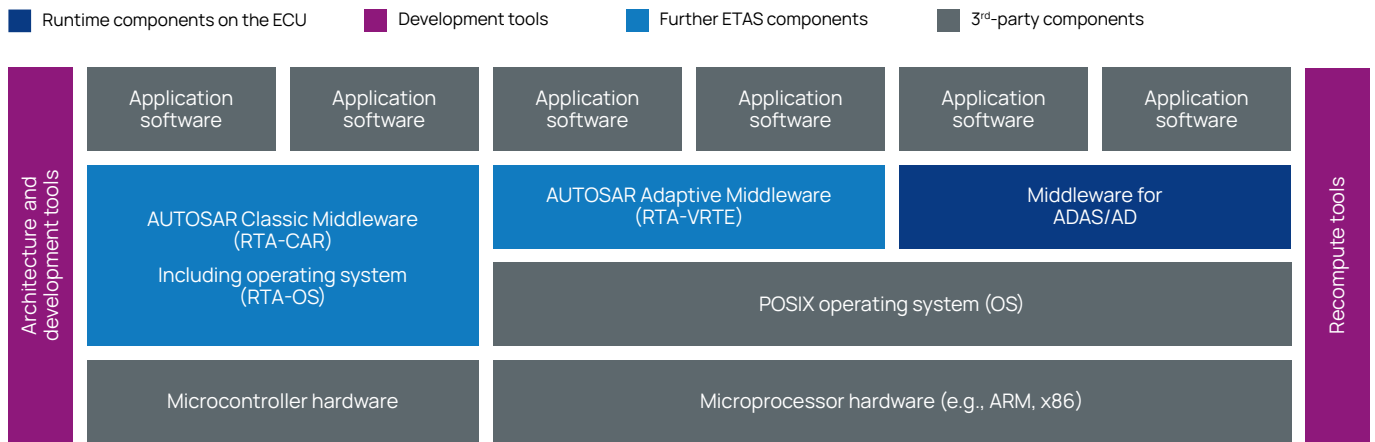 Runtime components on the ECU
Development tools
Further ETAS components
3rd-party components
Architecture and
development tools
Application
software
Application
software
Application
software
Application
software
Application
software
Application
software
AUTOSAR Classic Middleware
(RTA-CAR)
Including operating system
(RTA-OS)
AUTOSAR Adaptive Middleware
(RTA-VRTE)
Middleware for
ADAS/AD
POSIX operating system (OS)
Microcontroller hardware
Microprocessor hardware (e.g., ARM, x86)
Recompute tools